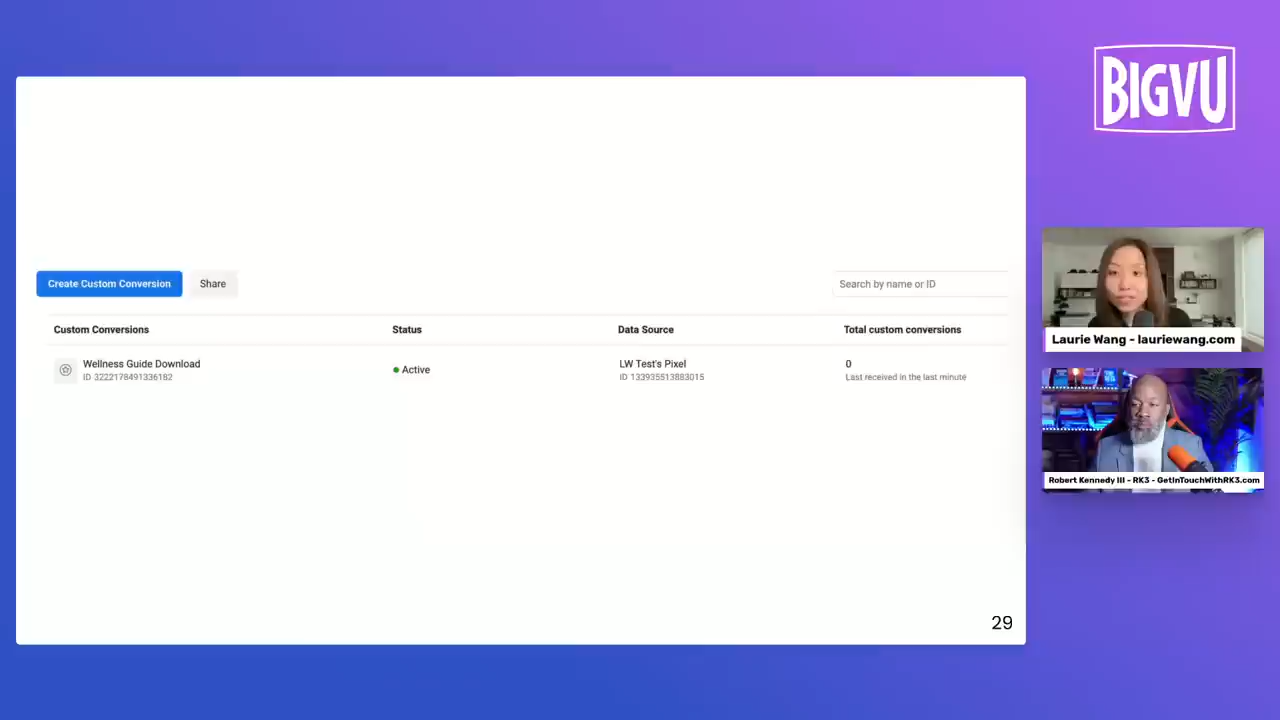 BIGVU
Create Custom Conversion
Share
Search by name or ID
Custom Conversions
Status
Data Source
Total custom conversions
Wellness Guide Download
ID 3222178491336182
Active
LW Test's Pixel
ID 133935513883015
0
Last received in the last minute
29
Laurie Wang - lauriewang.com
Robert Kennedy III - RK3 - GetInTouchWithRK3.com